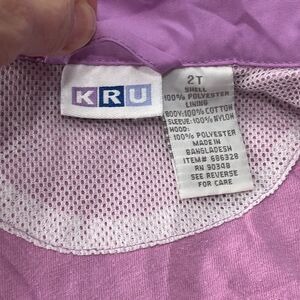 KRU
2T
SHELL
100% POLYESTER
LINING
BODY:100% COTTON
SLEEVE:100% NYLON
HOOD:
100% POLYESTER
MADE IN
BANGLADESH
ITEM# 686328
RN 90348
SEE REVERSE
FOR CARE